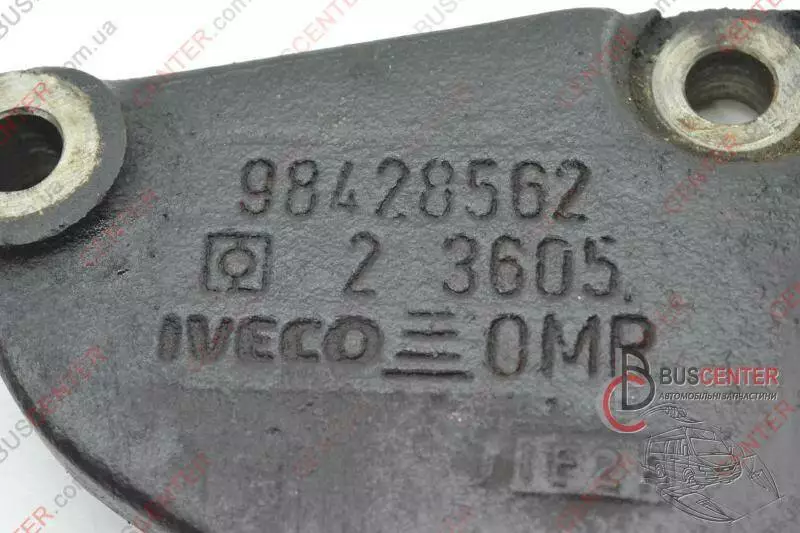 98428562
2 3605.
IVECO OMR
BUSCENTER
АВТОМОБІЛЬНІ ЗАПЧАСТИНИ